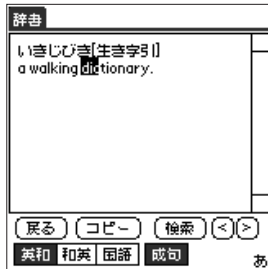 辞書
いきじびき[生き字引]
a walking dictionary.
戻る コピー 検索 < >
英和 和英 国語 成句
あ